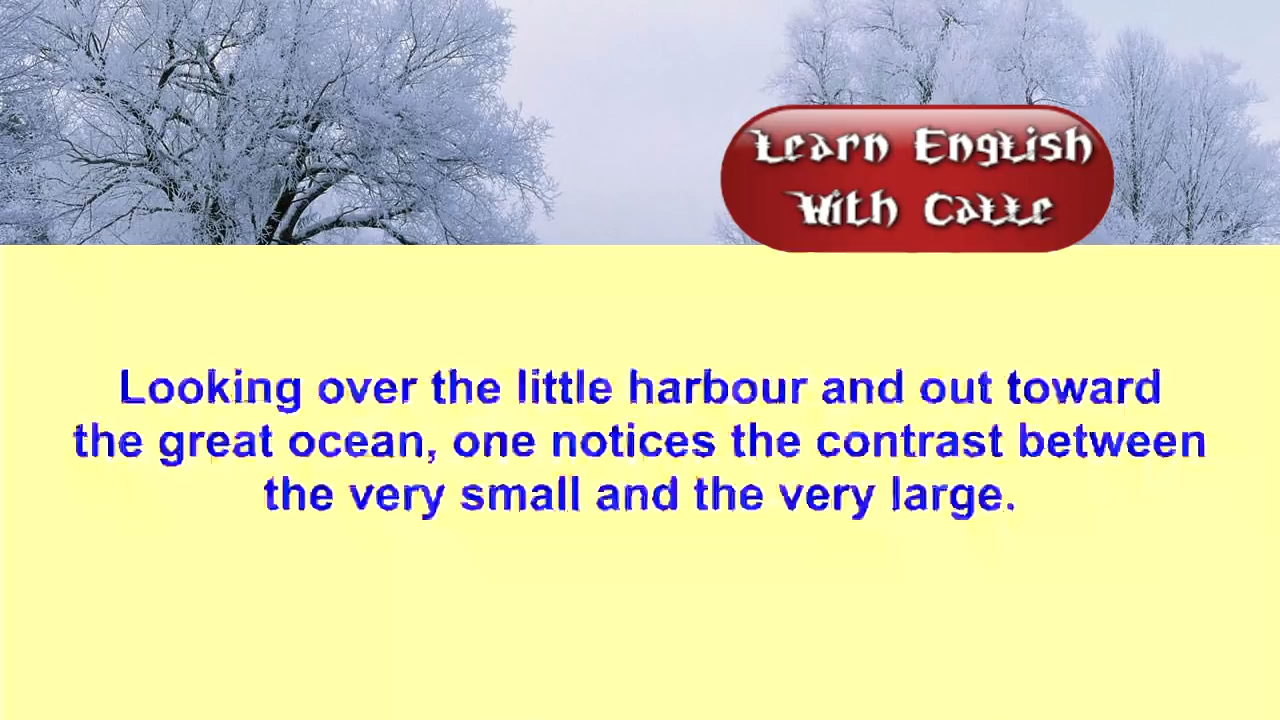 Learn English
With Calle
Looking over the little harbour and out toward
the great ocean, one notices the contrast between
the very small and the very large.